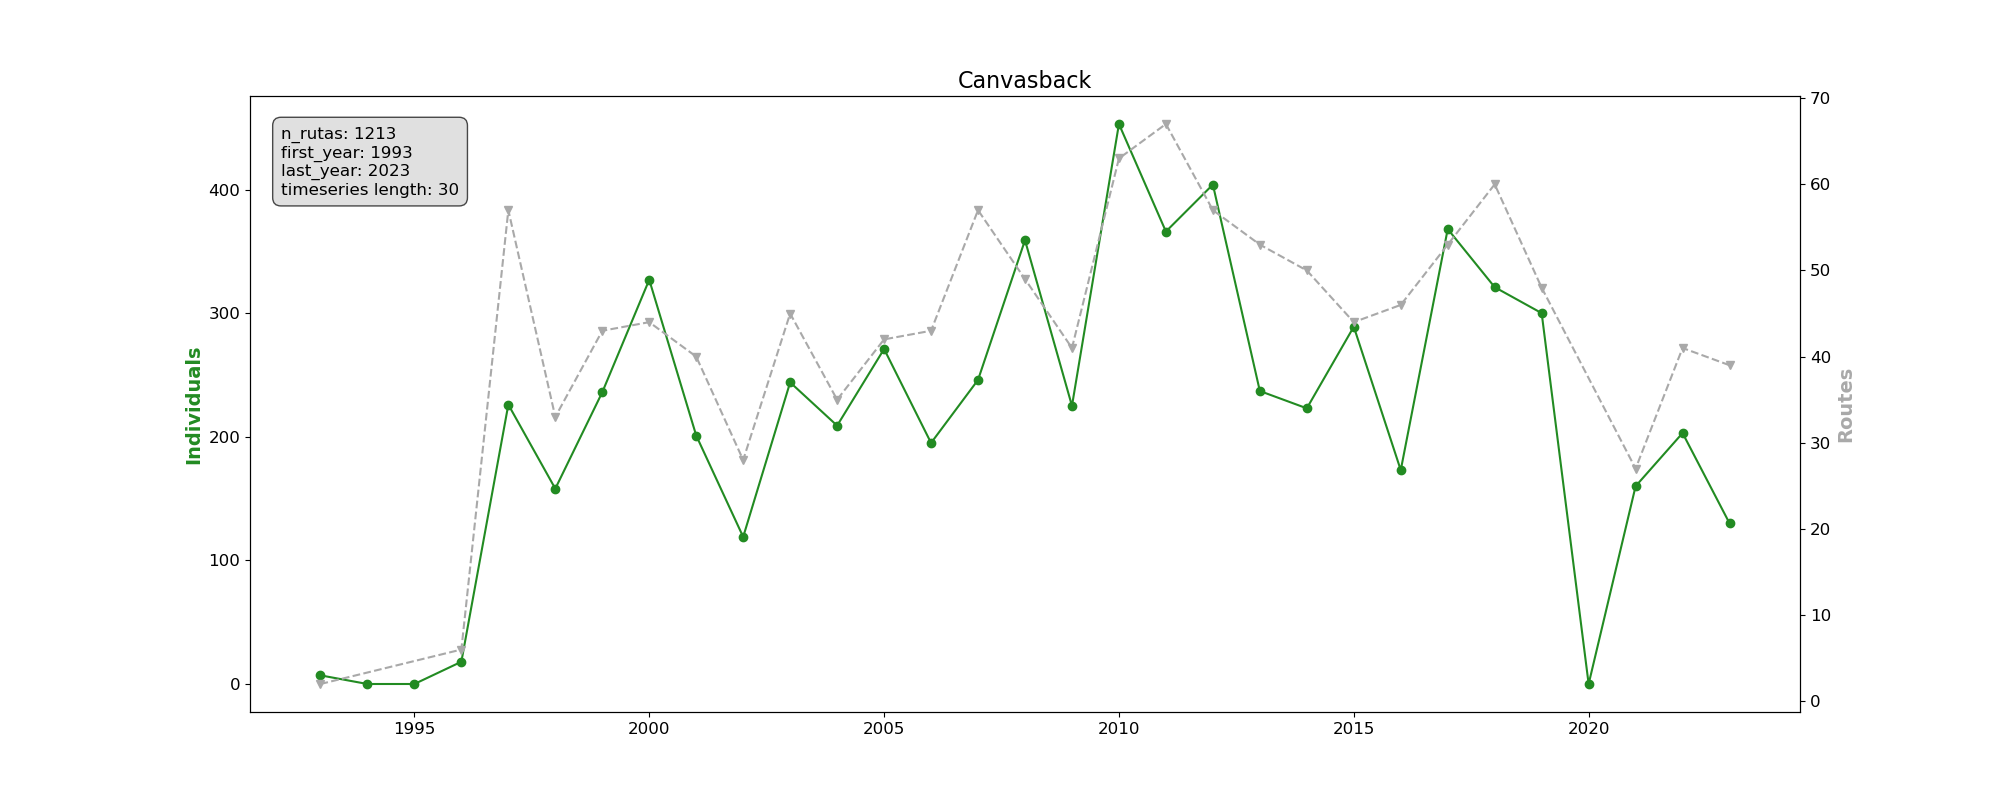 Canvasback
n_rutas: 1213
first_year: 1993
last_year: 2023
timeseries length: 30
Individuals
400
300
200
100
0
70
60
50
40
30
20
10
0
Routes
1995
2000
2005
2010
2015
2020